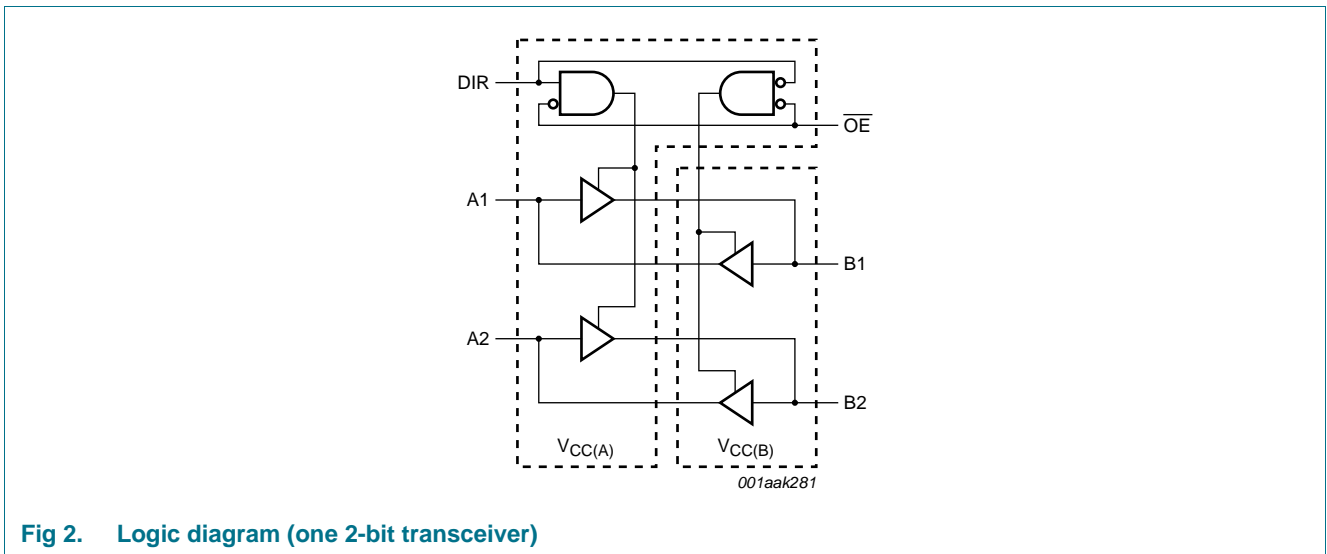 DIR
OE
A1
B1
A2
B2
VCC(A)
VCC(B)
001aak281
Fig 2. Logic diagram (one 2-bit transceiver)